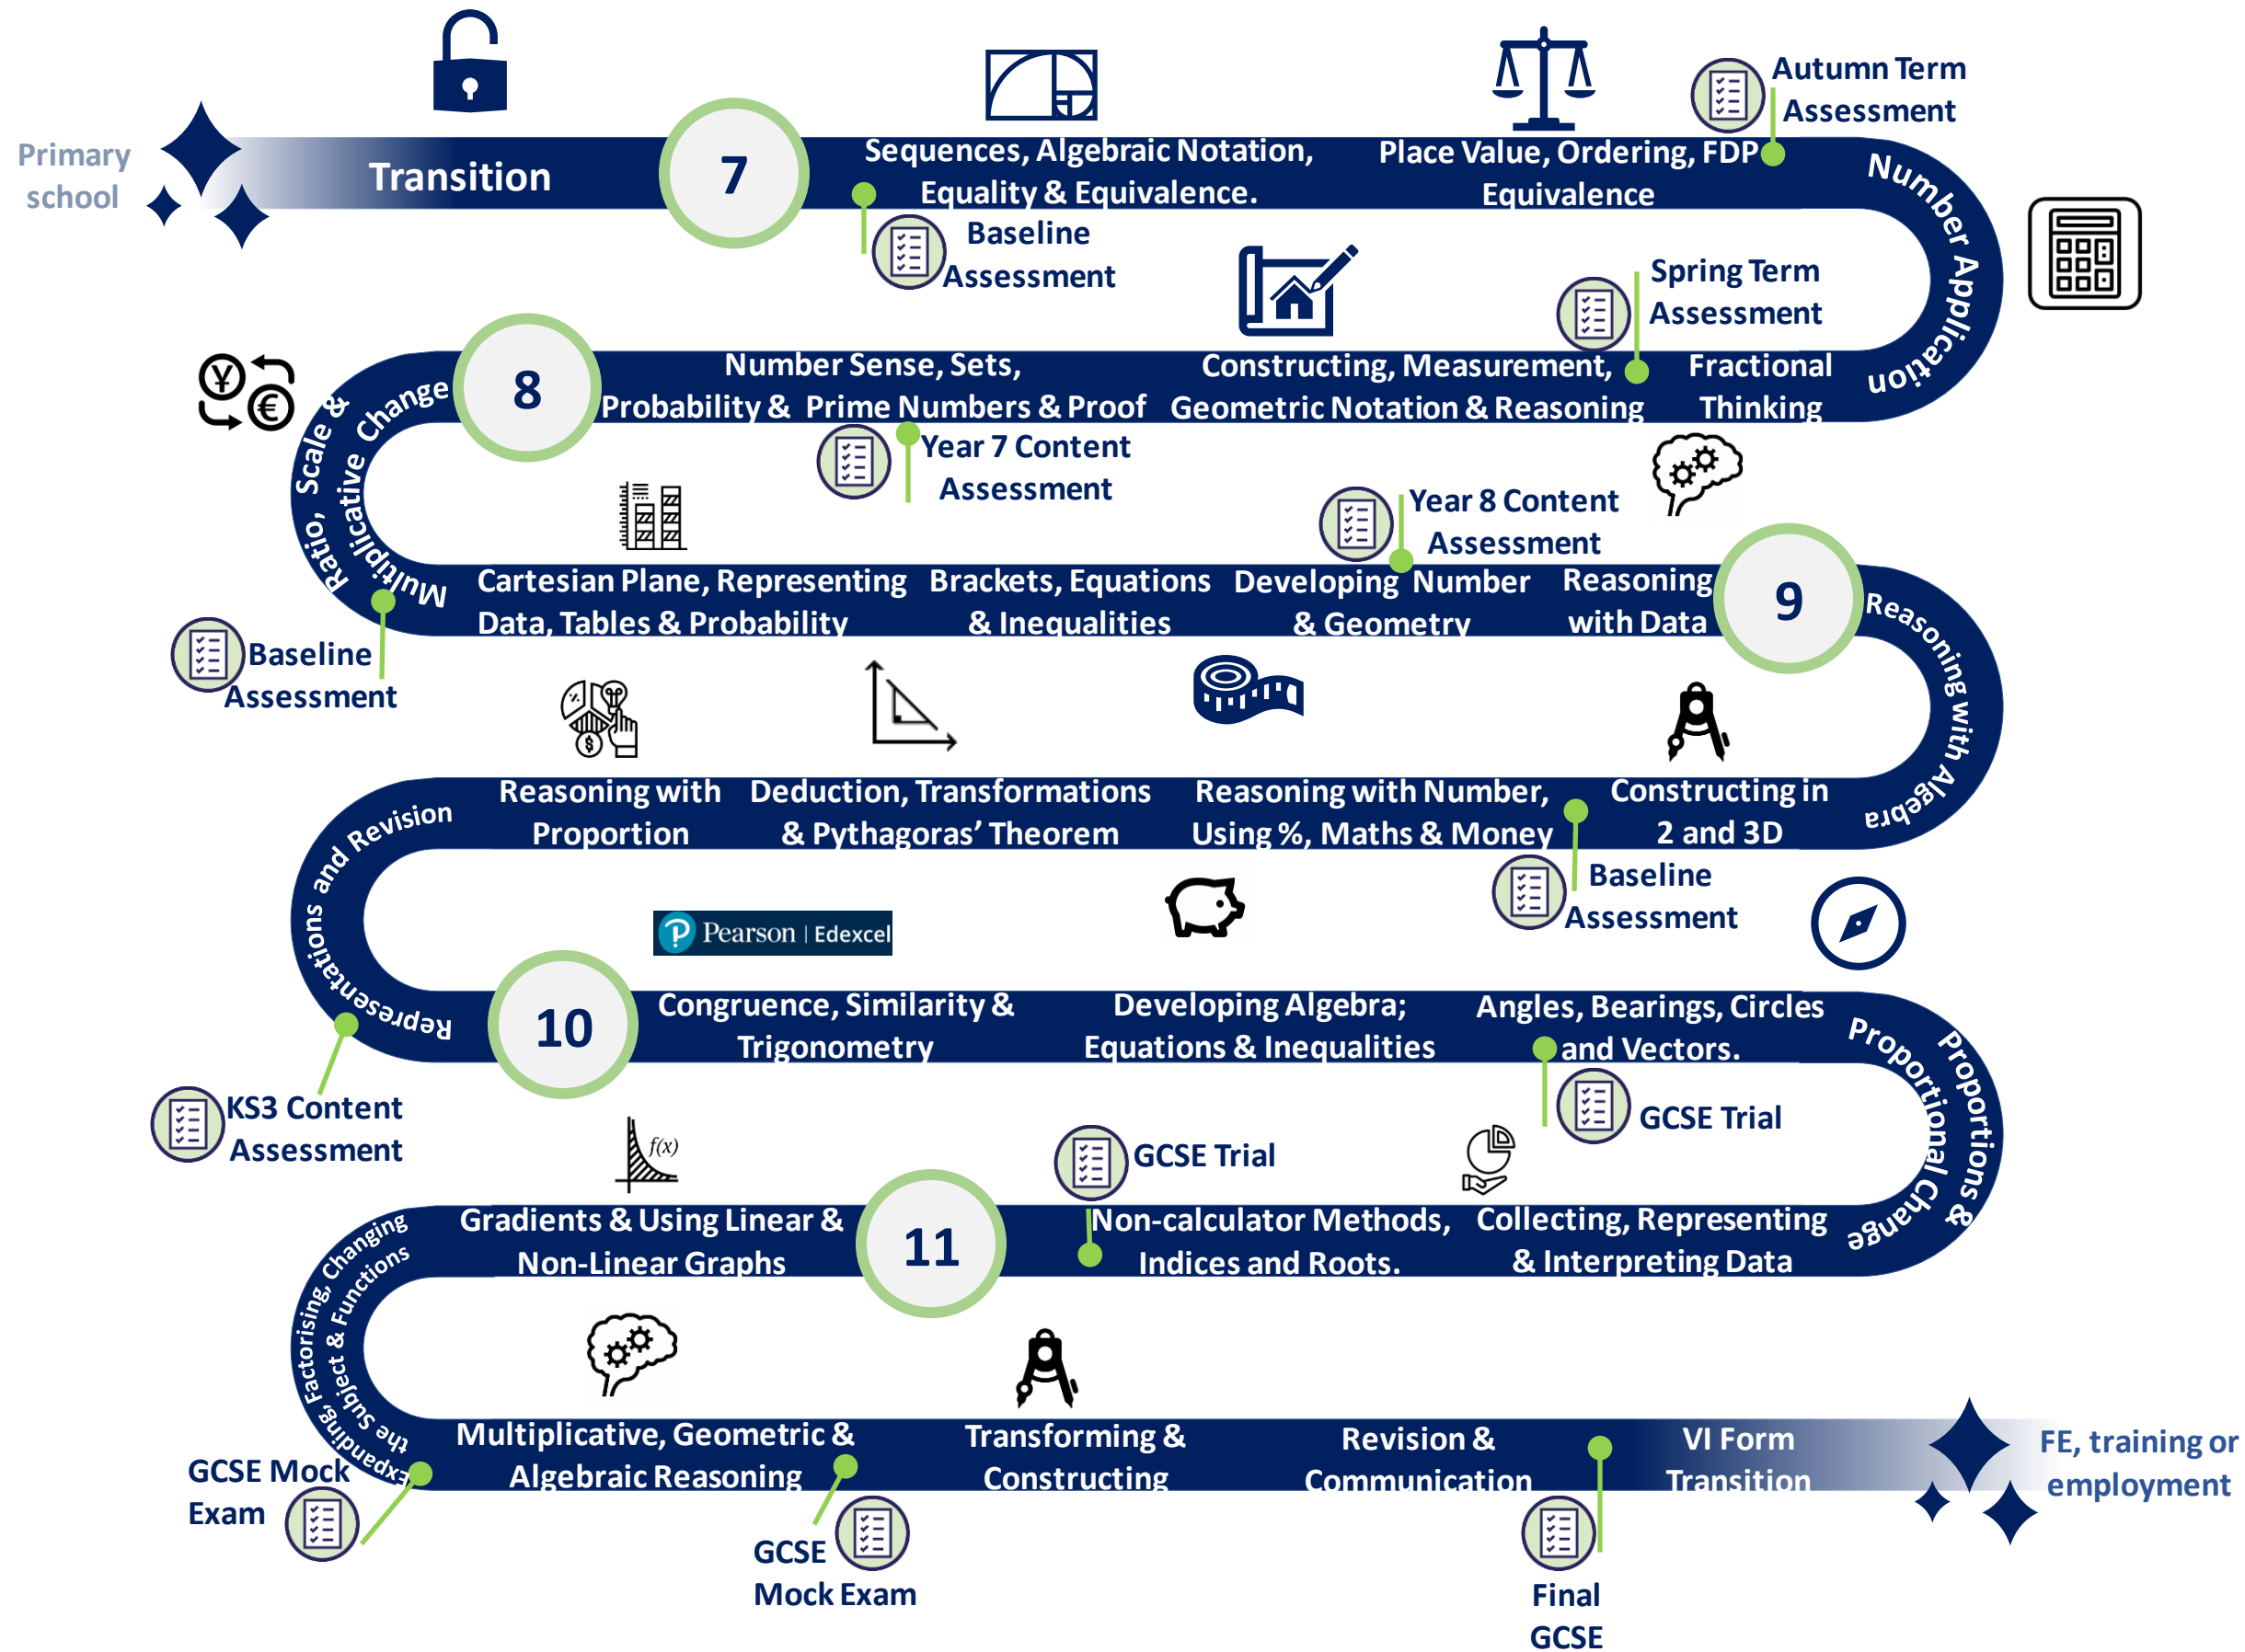 Primary
school
Transition
7
Sequences, Algebraic Notation,
Equality & Equivalence.
Baseline
Assessment
Place Value, Ordering, FDP
Equivalence
Autumn Term
Assessment
Number Application
Fractional
Thinking
Spring Term
Assessment
Constructing, Measurement,
Geometric Notation & Reasoning
Number Sense, Sets,
Probability & Prime Numbers & Proof
Year 7 Content
Assessment
8
Ratio, Scale &
Multiplicative Change
Baseline
Assessment
Cartesian Plane, Representing
Data, Tables & Probability
Brackets, Equations
& Inequalities
Developing Number
& Geometry
Year 8 Content
Assessment
Reasoning
with Data
9
Reasoning with Algebra
Constructing in
2 and 3D
Baseline
Assessment
Reasoning with Number,
Using %, Maths & Money
Deduction, Transformations
& Pythagoras’ Theorem
Reasoning with
Proportion
Representations and Revision
KS3 Content
Assessment
10
Pearson | Edexcel
Congruence, Similarity &
Trigonometry
Developing Algebra;
Equations & Inequalities
Angles, Bearings, Circles
and Vectors.
GCSE Trial
Proportions &
Proportional Change
Collecting, Representing
& Interpreting Data
Non-calculator Methods,
Indices and Roots.
GCSE Trial
11
f(x)
Gradients & Using Linear &
Non-Linear Graphs
Expanding, Factorising, Changing
the Subject & Functions
GCSE Mock
Exam
Multiplicative, Geometric &
Algebraic Reasoning
GCSE
Mock Exam
Transforming &
Constructing
Revision &
Communication
Final
GCSE
VI Form
Transition
FE, training or
employment